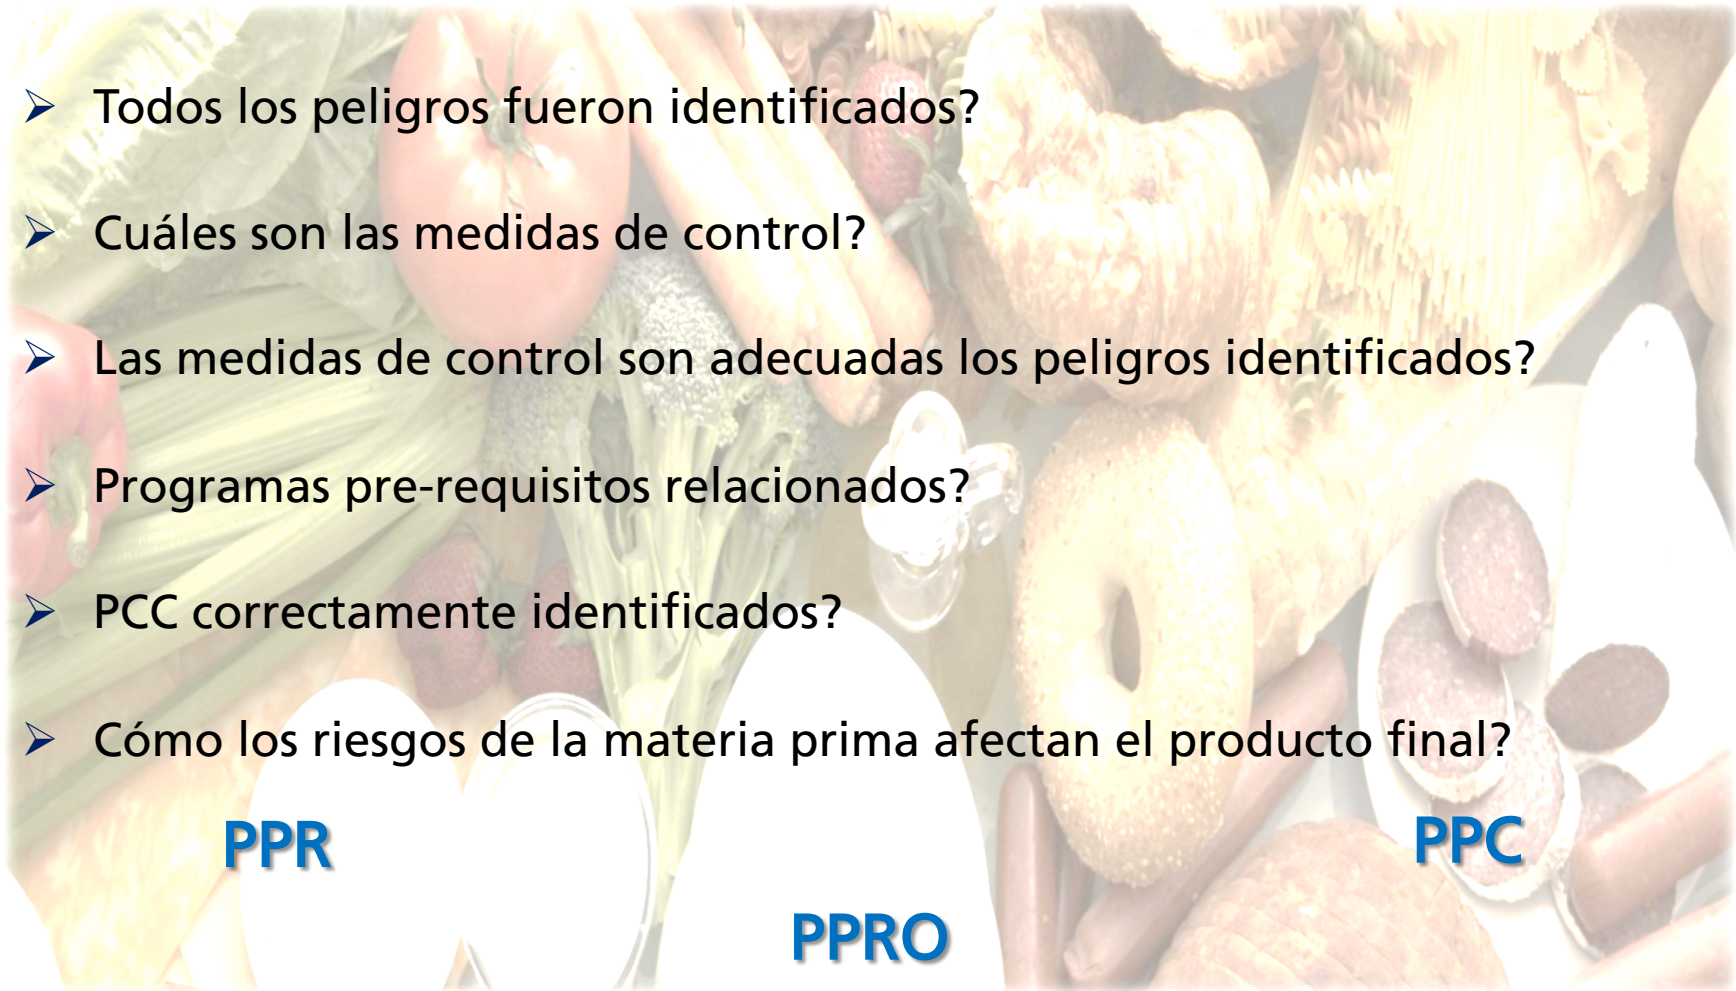 ➢ Todos los peligros fueron identificados?
➢ Cuáles son las medidas de control?
➢ Las medidas de control son adecuadas los peligros identificados?
➢ Programas pre-requisitos relacionados?
➢ PCC correctamente identificados?
➢ Cómo los riesgos de la materia prima afectan el producto final?
PPR
PPC
PPRO